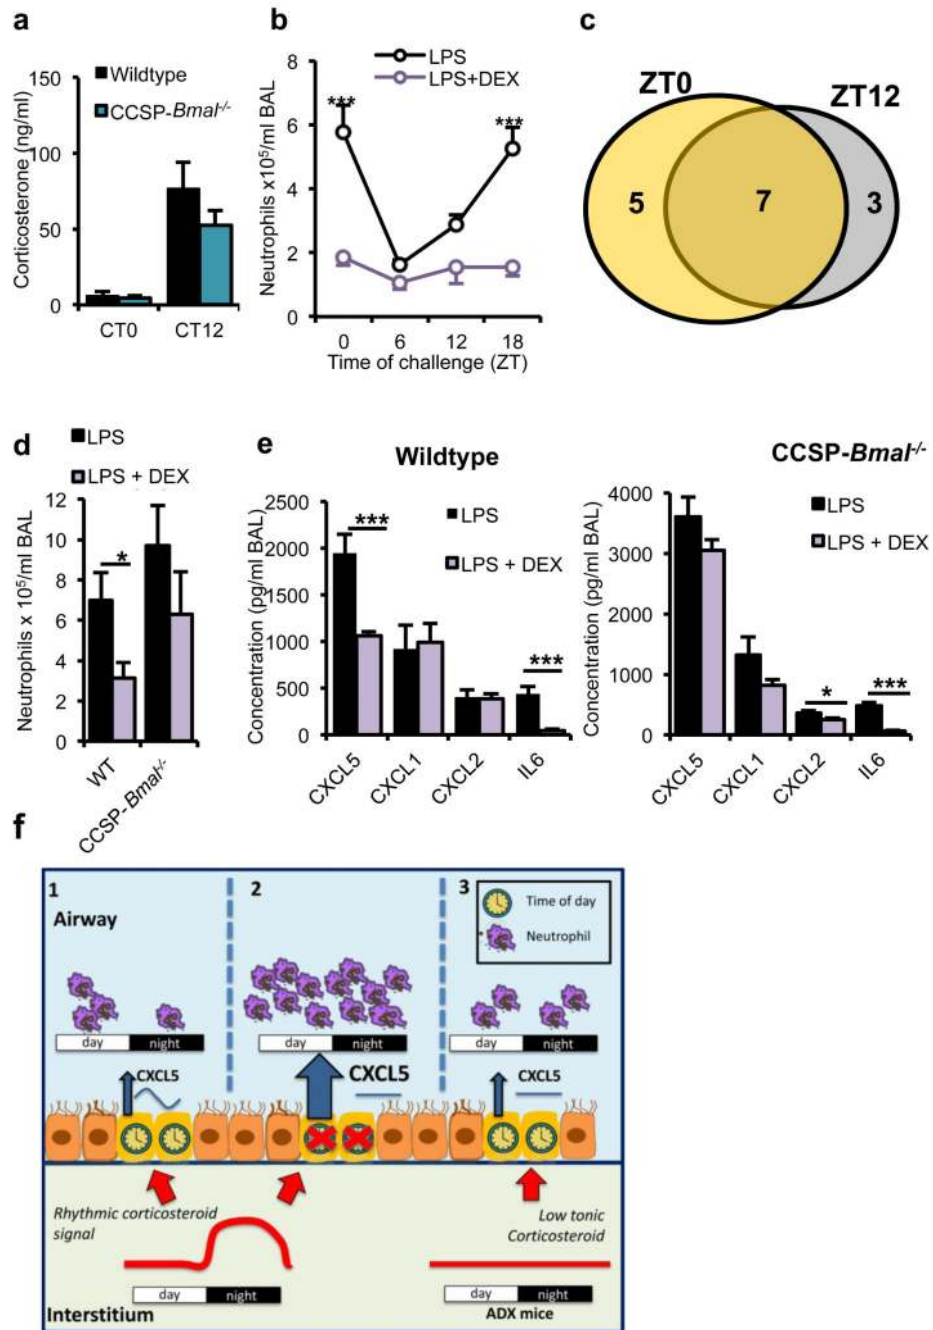 a
Wildtype
CCSP-Bmal-/-
Corticosterone (ng/ml)
150
100
50
0
CT0
CT12
b
LPS
LPS+DEX
Neutrophils x10⁵/ml BAL
8
6
4
2
0
***
***
0
6
12
18
Time of challenge (ZT)
c
ZT0
ZT12
5
7
3
d
LPS
LPS + DEX
Neutrophils x 10⁵/ml BAL
12
10
8
6
4
2
0
*
WT
CCSP-Bmal-/-
e
Wildtype
LPS
LPS + DEX
Concentration (pg/ml BAL)
2500
2000
1500
1000
500
0
***
***
CXCL5
CXCL1
CXCL2
IL6
CCSP-Bmal-/-
LPS
LPS + DEX
Concentration (pg/ml BAL)
4000
3000
2000
1000
0
*
***
CXCL5
CXCL1
CXCL2
IL6
f
1
2
3
Airway
Time of day
Neutrophil
day
night
day
night
day
night
CXCL5
CXCL5
CXCL5
Rhythmic corticosteroid
signal
Low tonic
Corticosteroid
day
night
day
night
Interstitium
ADX mice